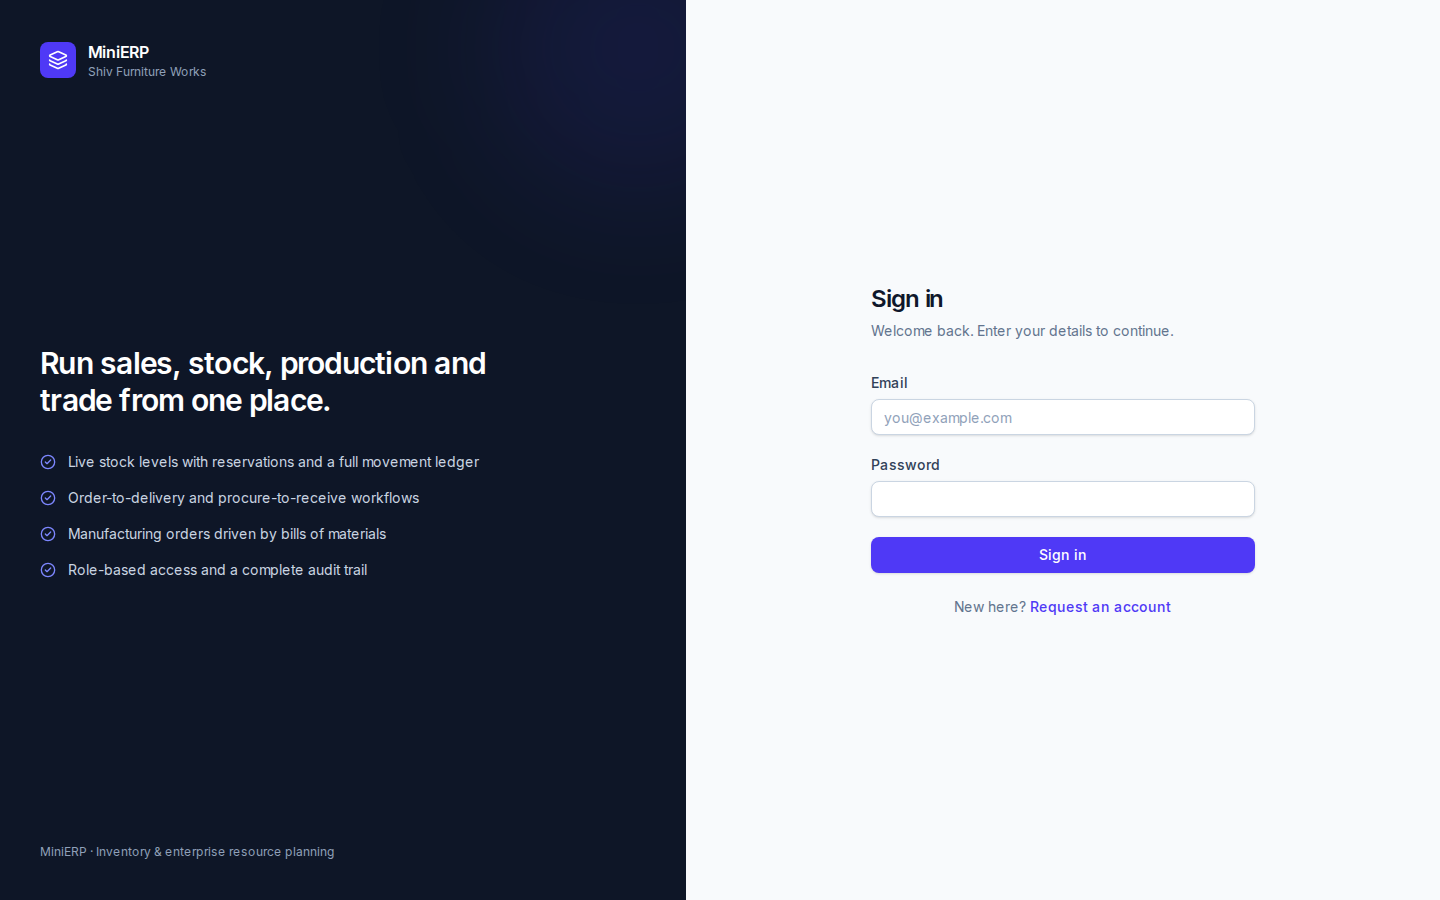 MiniERP
Shiv Furniture Works
Run sales, stock, production and
trade from one place.
Live stock levels with reservations and a full movement ledger
Order-to-delivery and procure-to-receive workflows
Manufacturing orders driven by bills of materials
Role-based access and a complete audit trail
MiniERP · Inventory & enterprise resource planning
Sign in
Welcome back. Enter your details to continue.
Email
you@example.com
Password
Sign in
New here? Request an account